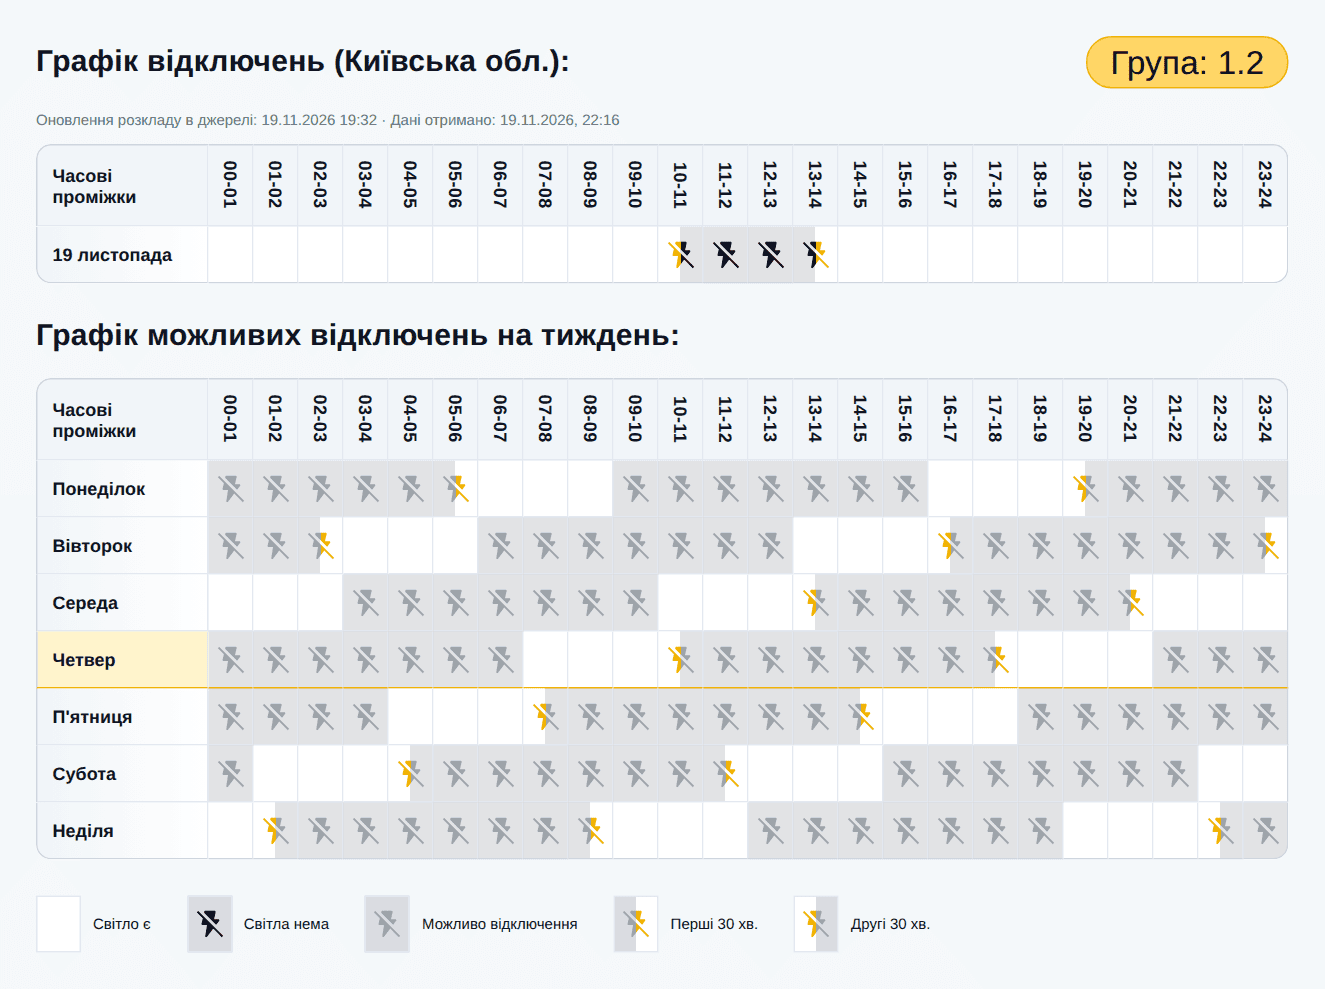 Графік відключень (Київська обл.):
Група: 1.2
Оновлення розкладу в джерелі: 19.11.2026 19:32 · Дані отримано: 19.11.2026, 22:16
Часові проміжки 00-01 01-02 02-03 03-04 04-05 05-06 06-07 07-08 08-09 09-10 10-11 11-12 12-13 13-14 14-15 15-16 16-17 17-18 18-19 19-20 20-21 21-22 22-23 23-24
19 листопада
Графік можливих відключень на тиждень:
Часові проміжки 00-01 01-02 02-03 03-04 04-05 05-06 06-07 07-08 08-09 09-10 10-11 11-12 12-13 13-14 14-15 15-16 16-17 17-18 18-19 19-20 20-21 21-22 22-23 23-24
Понеділок
Вівторок
Середа
Четвер
П'ятниця
Субота
Неділя
Світло є Світла нема Можливо відключення Перші 30 хв. Другі 30 хв.